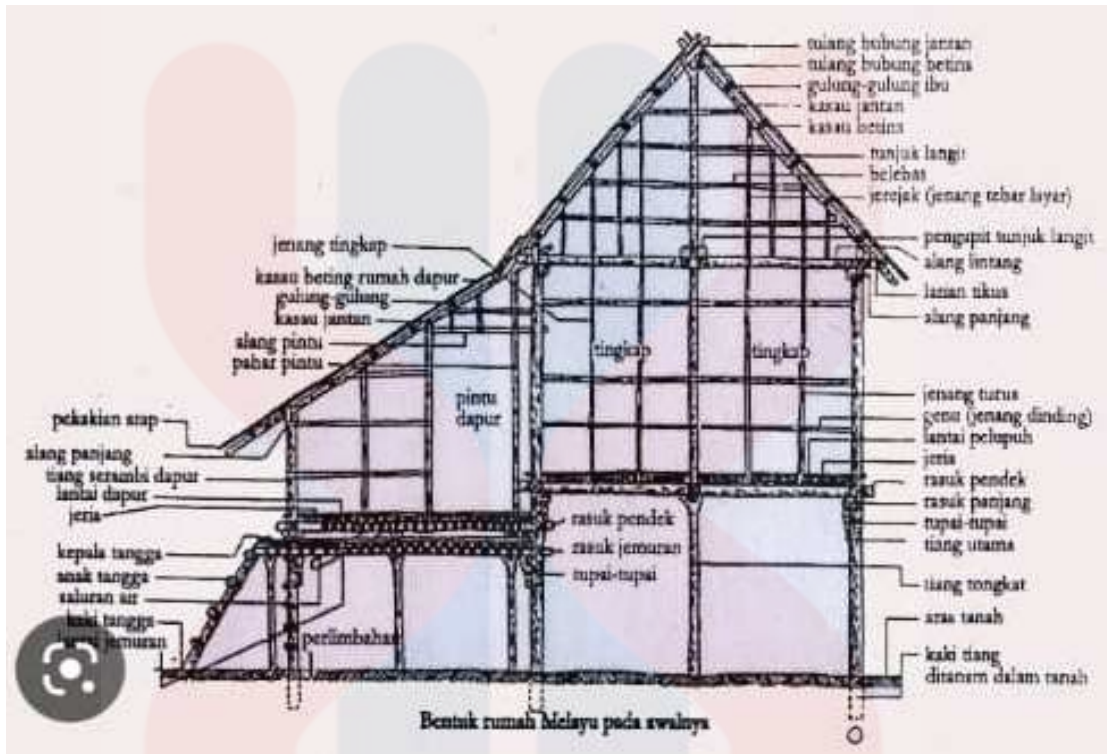 tulang bubung jantan
tulang bubung betina
gulung-gulung ibu
kasau jantan
kasau betina
tunjuk langit
belebas
jerejak (jenang tebar layar)
pengapit tunjuk langit
alang lintang
laman tikus
alang panjang
jenang tingkap
kasau beting rumah dapur
gulung-gulung
kasau jantan
alang pintu
pahar pintu
tingkap
tingkap
pintu
dapur
pekakian atap
alang panjang
tiang serambi dapur
lantai dapur
jeria
jenang turus
(jenang dinding)
lantai pelupuh
jeria
rasuk pendek
rasuk panjang
tupai-tupai
tiang utama
rasuk pendek
rasuk jemuran
tupai-tupai
kepala tangga
anak tangga
saluran air
kaki tangga
jemuran
perlimbahan
tiang tongkat
aras tanah
kaki tiang
ditanam dalam tanah
Bentuk rumah Melayu pada awalnya